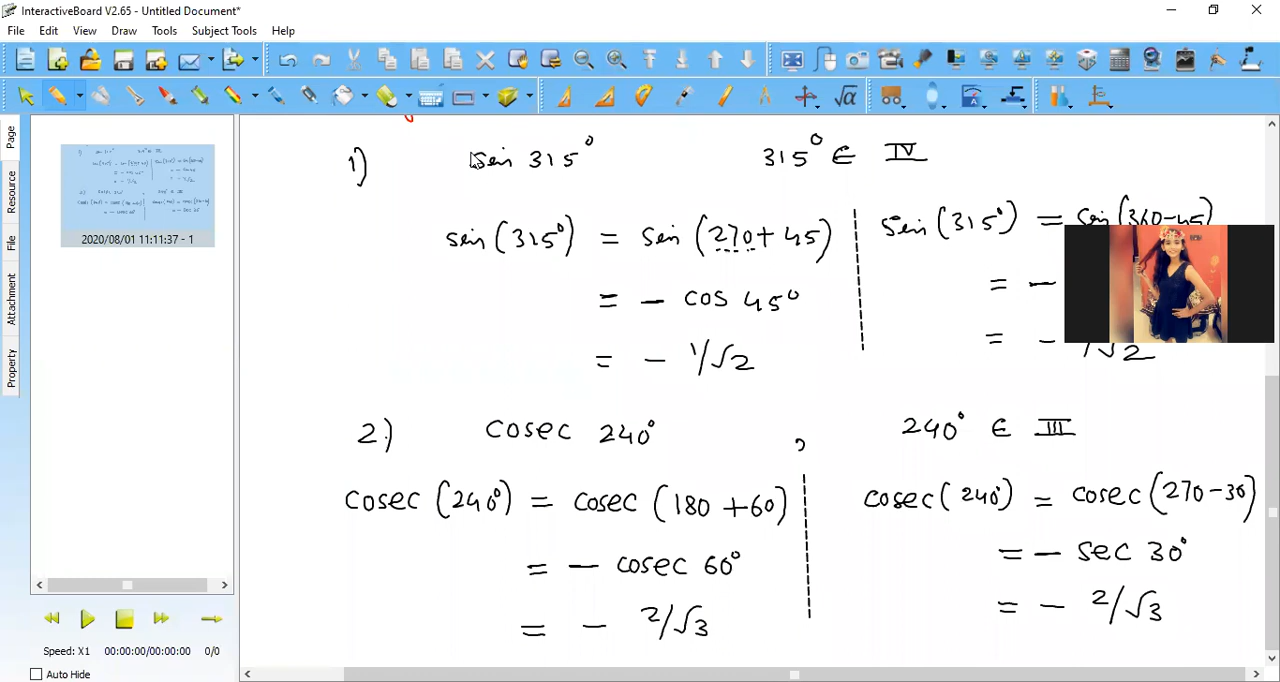 InteractiveBoard V2.65 - Untitled Document*
File Edit View Draw Tools Subject Tools Help
Page
Resource
File
Attachment
Property
2020/08/01 11:11:37 - 1
Speed: X1 00:00:00/00:00:00 0/0
Auto Hide
1) sin 315° 315° ∈ IV
sin (315°) = sin (270 + 45)
= - cos 45°
= - 1/√2
sin (315°) = sin (360-45)
= -
= - 1/√2
2) cosec 240° , 240° ∈ III
cosec (240°) = cosec (180 + 60)
= - cosec 60°
= - 2/√3
cosec (240°) = cosec (270-30)
= - sec 30°
= - 2/√3